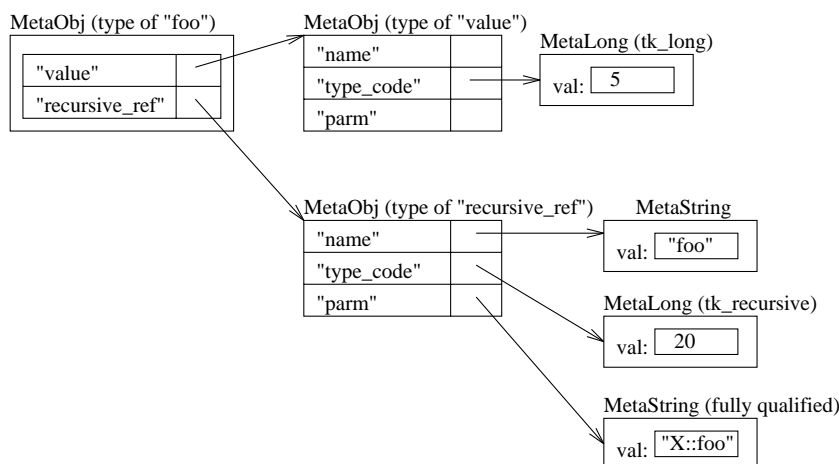 MetaObj (type of "foo")
"value"
"recursive_ref"
MetaObj (type of "value")
"name"
"type_code"
"parm"
MetaLong (tk_long)
val: 5
MetaObj (type of "recursive_ref")
"name"
"type_code"
"parm"
MetaString
val: "foo"
MetaLong (tk_recursive)
val: 20
MetaString (fully qualified)
val: "X::foo"